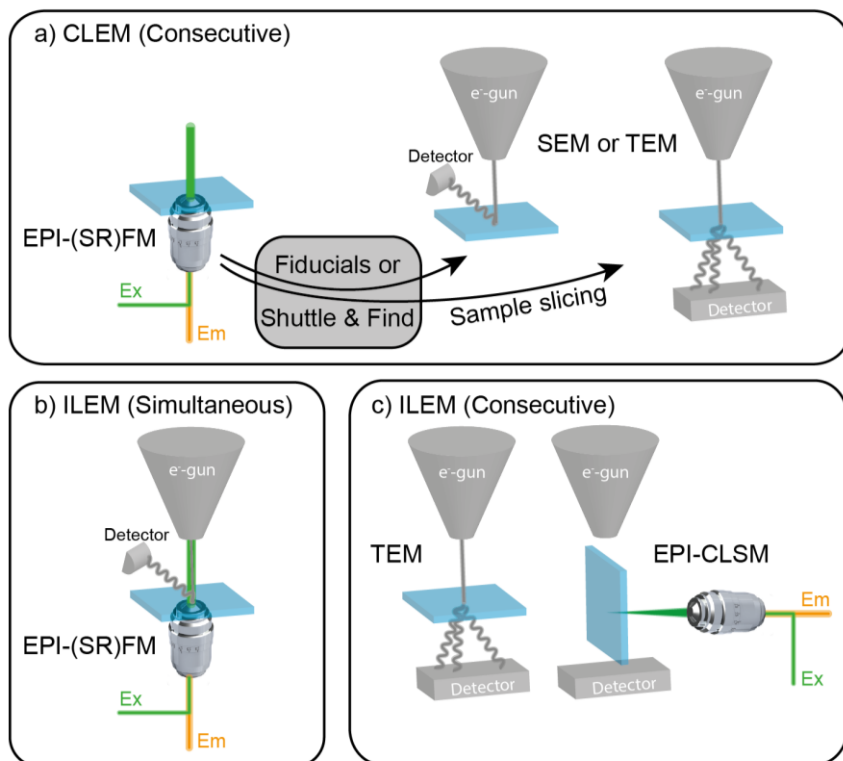 a) CLEM (Consecutive)
e⁻-gun
e⁻-gun
SEM or TEM
Detector
EPI-(SR)FM
Fiducials or
Shuttle & Find
Sample slicing
Ex
Em
Detector
b) ILEM (Simultaneous)
e⁻-gun
Detector
EPI-(SR)FM
Ex
Em
c) ILEM (Consecutive)
e⁻-gun
e⁻-gun
TEM
EPI-CLSM
Em
Ex
Detector
Detector